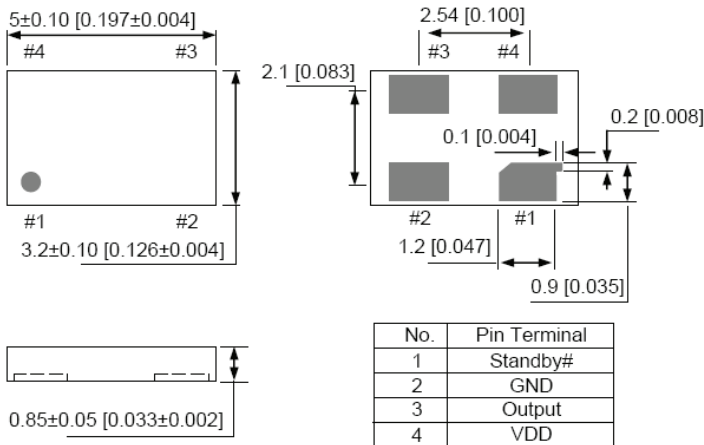 5±0.10 [0.197±0.004]
#4 #3
#1 #2
3.2±0.10 [0.126±0.004]
2.54 [0.100]
#3 #4
2.1 [0.083]
0.1 [0.004]
0.2 [0.008]
#2 #1
1.2 [0.047]
0.9 [0.035]
0.85±0.05 [0.033±0.002]
No. Pin Terminal
1 Standby#
2 GND
3 Output
4 VDD